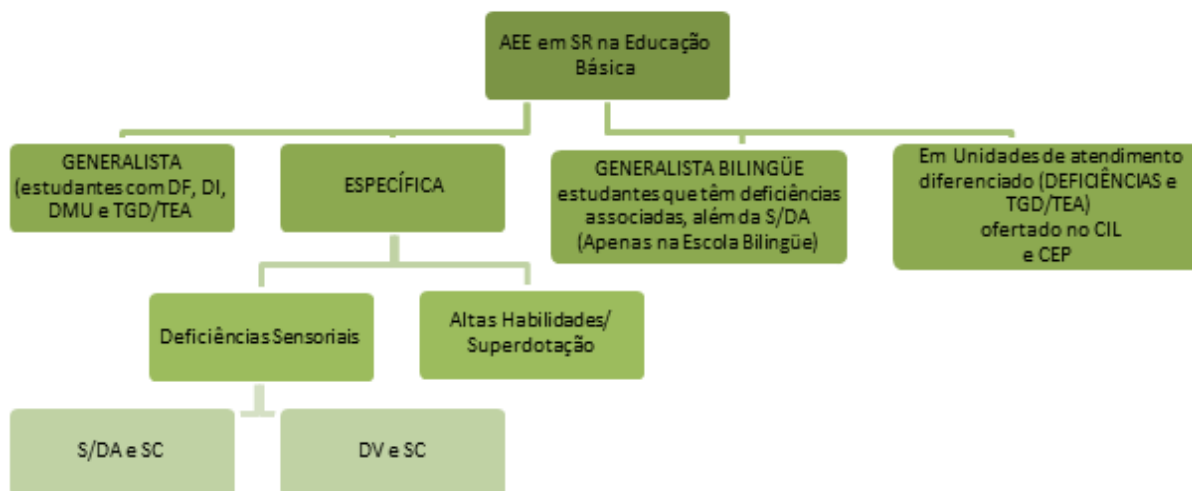 AEE em SR na Educação
Básica
GENERALISTA
(estudantes com DF, DI,
DMU e TGD/TEA
ESPECÍFICA
GENERALISTA BILINGÜE
estudantes que têm deficiências
associadas, além da S/DA
(Apenas na Escola Bilingüe)
Em Unidades de atendimento
diferenciado (DEFICIÊNCIAS e
TGD/TEA)
ofertado no CIL
e CEP
Deficiências Sensoriais
Altas Habilidades/
Superdotação
S/DA e SC
DV e SC